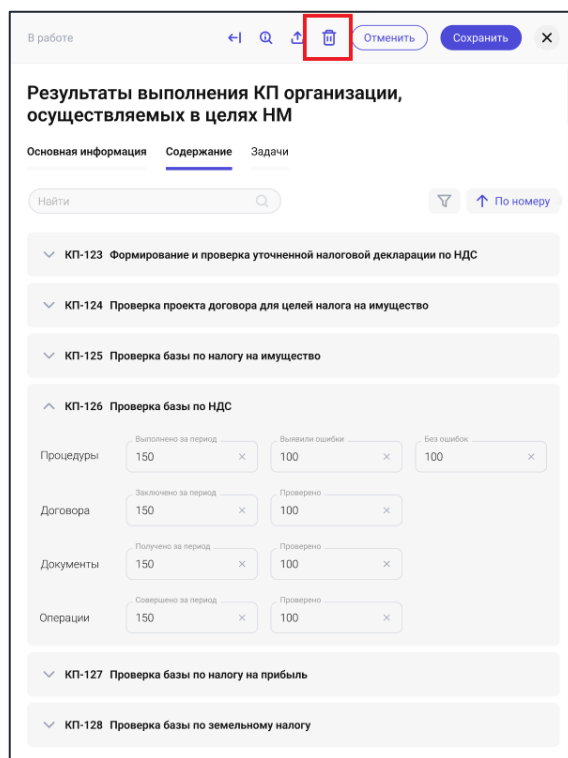 В работе
Отменить
Сохранить
Результаты выполнения КП организации,
осуществляемых в целях НМ
Основная информация Содержание Задачи
Найти
По номеру
КП-123 Формирование и проверка уточненной налоговой декларации по НДС
КП-124 Проверка проекта договора для целей налога на имущество
КП-125 Проверка базы по налогу на имущество
КП-126 Проверка базы по НДС
Выполнено за период Выявили ошибки Без ошибок
Процедуры 150 100 100
Заключено за период Проверено
Договора 150 100
Получено за период Проверено
Документы 150 100
Совершено за период Проверено
Операции 150 100
КП-127 Проверка базы по налогу на прибыль
КП-128 Проверка базы по земельному налогу